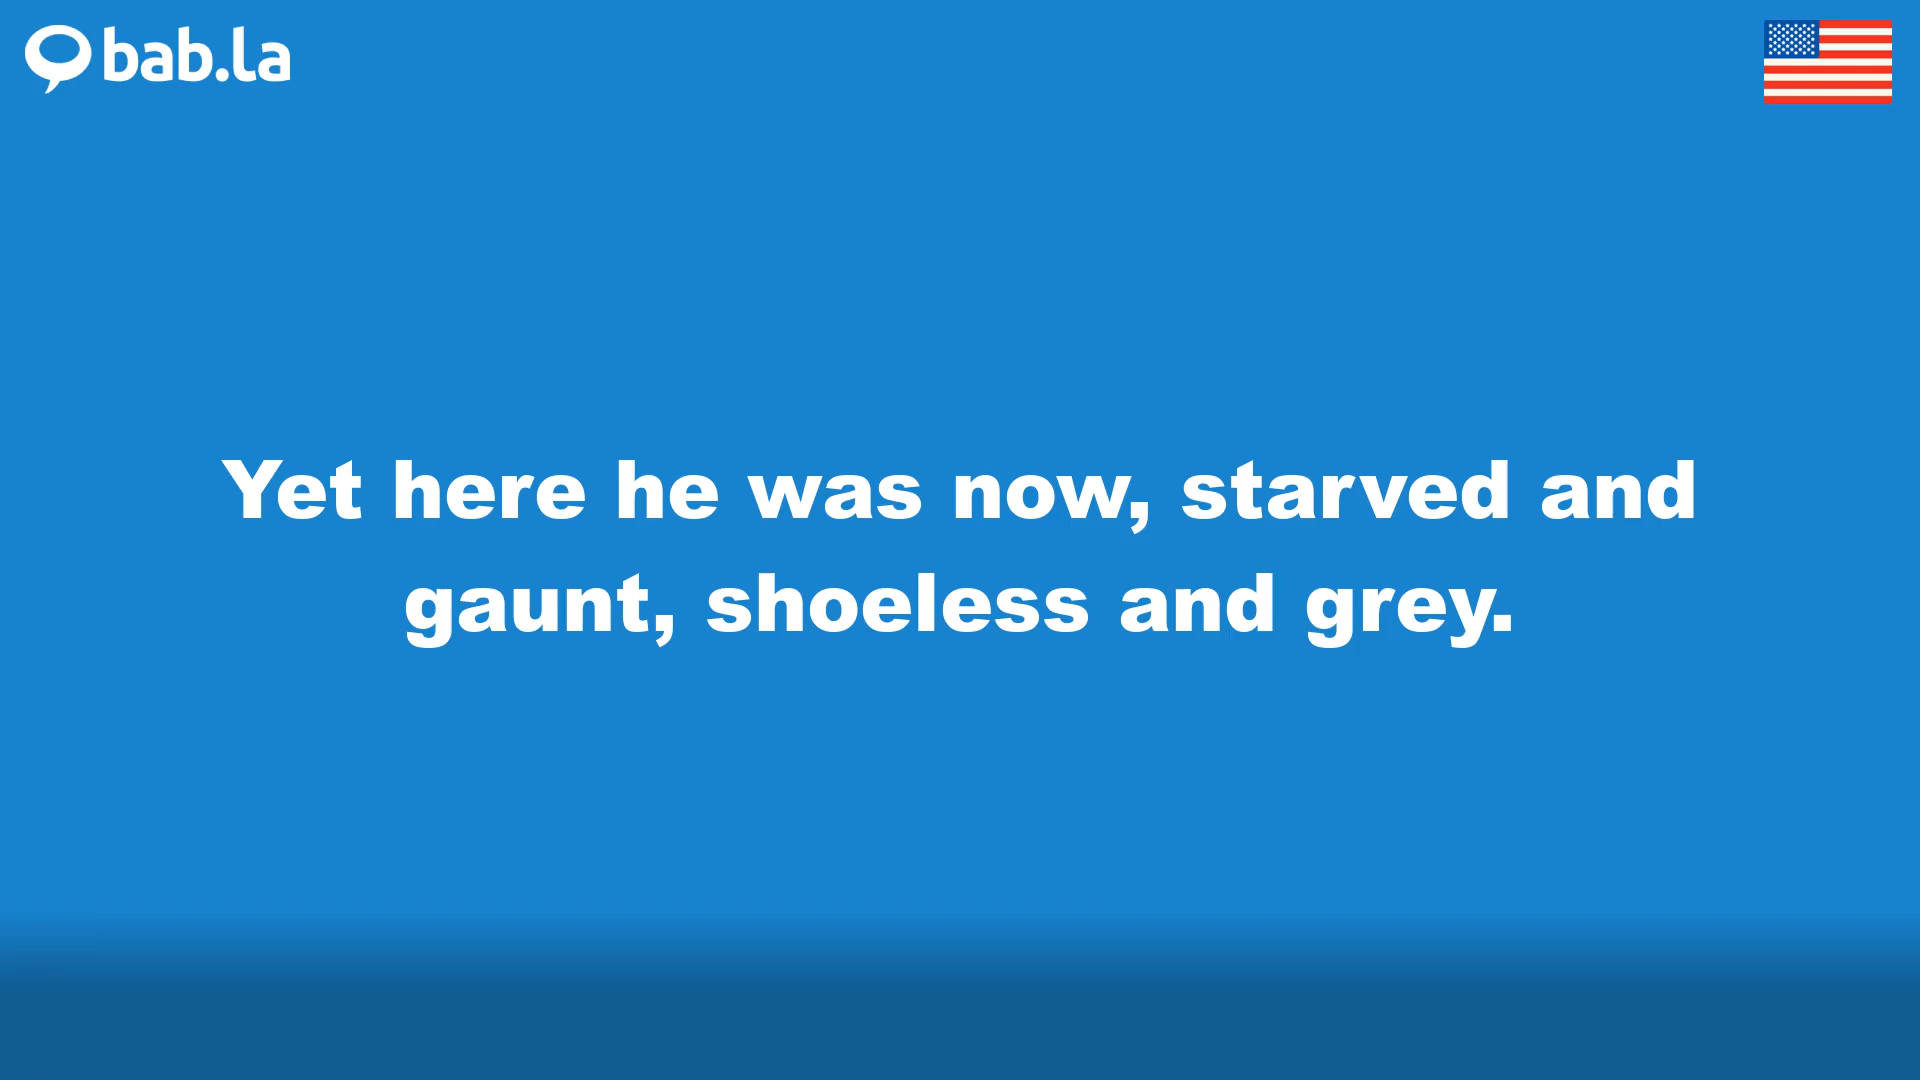 bab.la
Yet here he was now, starved and
gaunt, shoeless and grey.